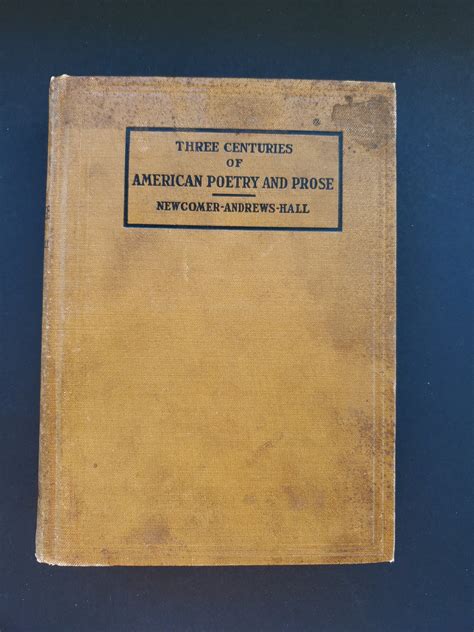 THREE CENTURIES
OF
AMERICAN POETRY AND PROSE
NEWCOMER-ANDREWS-HALL